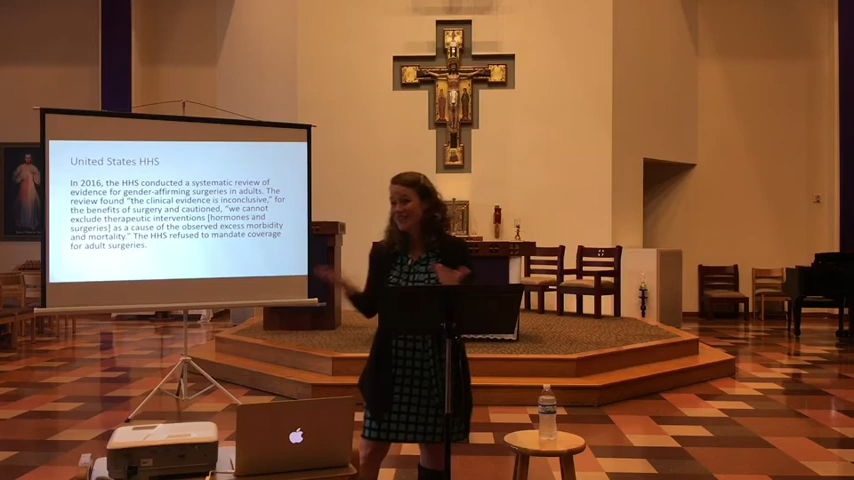 United States HHS
In 2016, the HHS conducted a systematic review of
evidence for gender-affirming surgeries in adults. The
review found “the clinical evidence is inconclusive,” for
the benefits of surgery and cautioned, “we cannot
exclude therapeutic interventions [hormones and
surgeries] as a cause of the observed excess morbidity
and mortality.” The HHS refused to mandate coverage
for adult surgeries.